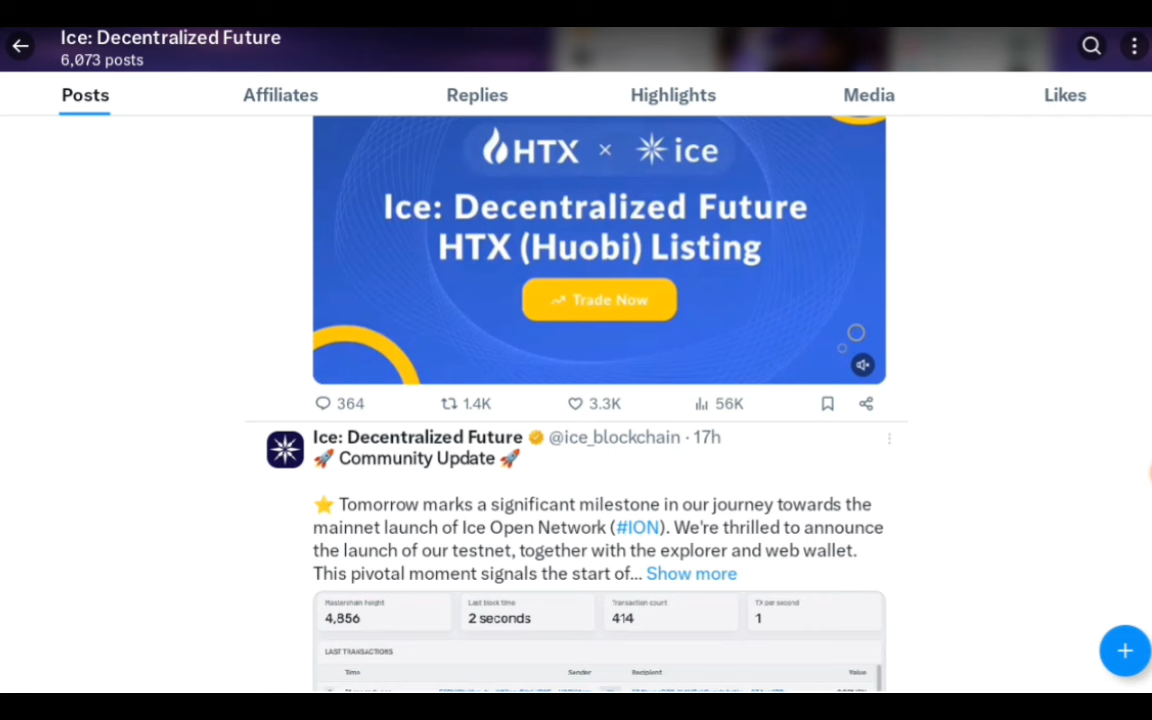 Ice: Decentralized Future
6,073 posts
Posts Affiliates Replies Highlights Media Likes
HTX × ice
Ice: Decentralized Future
HTX (Huobi) Listing
Trade Now
364 1.4K 3.3K 56K
Ice: Decentralized Future @ice_blockchain · 17h
🚀 Community Update 🚀
⭐ Tomorrow marks a significant milestone in our journey towards the
mainnet launch of Ice Open Network (#ION). We're thrilled to announce
the launch of our testnet, together with the explorer and web wallet.
This pivotal moment signals the start of... Show more
Masterchain height Last block time Transaction count TX per second
4,856 2 seconds 414 1
LAST TRANSACTIONS
Time Sender Recipient Value